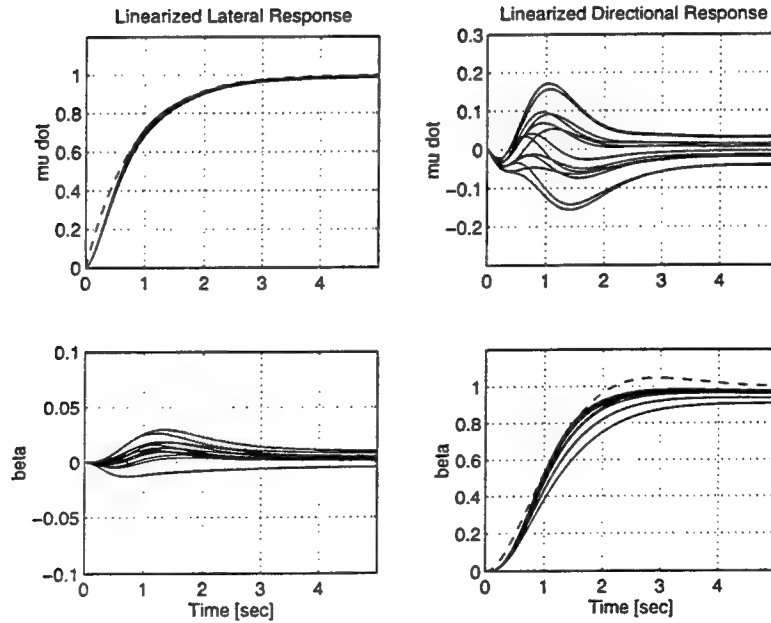 Linearized Lateral Response
mu dot
1
0.8
0.6
0.4
0.2
0
0 1 2 3 4
Linearized Directional Response
mu dot
0.3
0.2
0.1
0
-0.1
-0.2
0 1 2 3 4
beta
0.1
0.05
0
-0.05
-0.1
0 1 2 3 4
Time [sec]
beta
1
0.8
0.6
0.4
0.2
0
0 1 2 3 4
Time [sec]